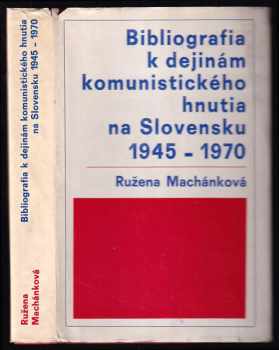 Bibliografia k dejinám komunistického hnutia
na Slovensku 1945 - 1970
Ružena
Machánková
Bibliografia
k dejinám
komunistického
hnutia
na Slovensku
1945 - 1970
Ružena Machánková